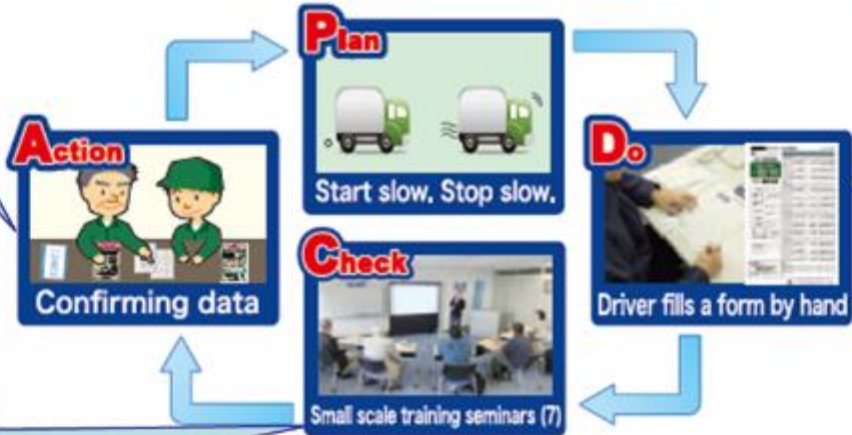 Plan
Start slow. Stop slow.
Do
Driver fills a form by hand
Check
Small scale training seminars (7)
Action
Confirming data